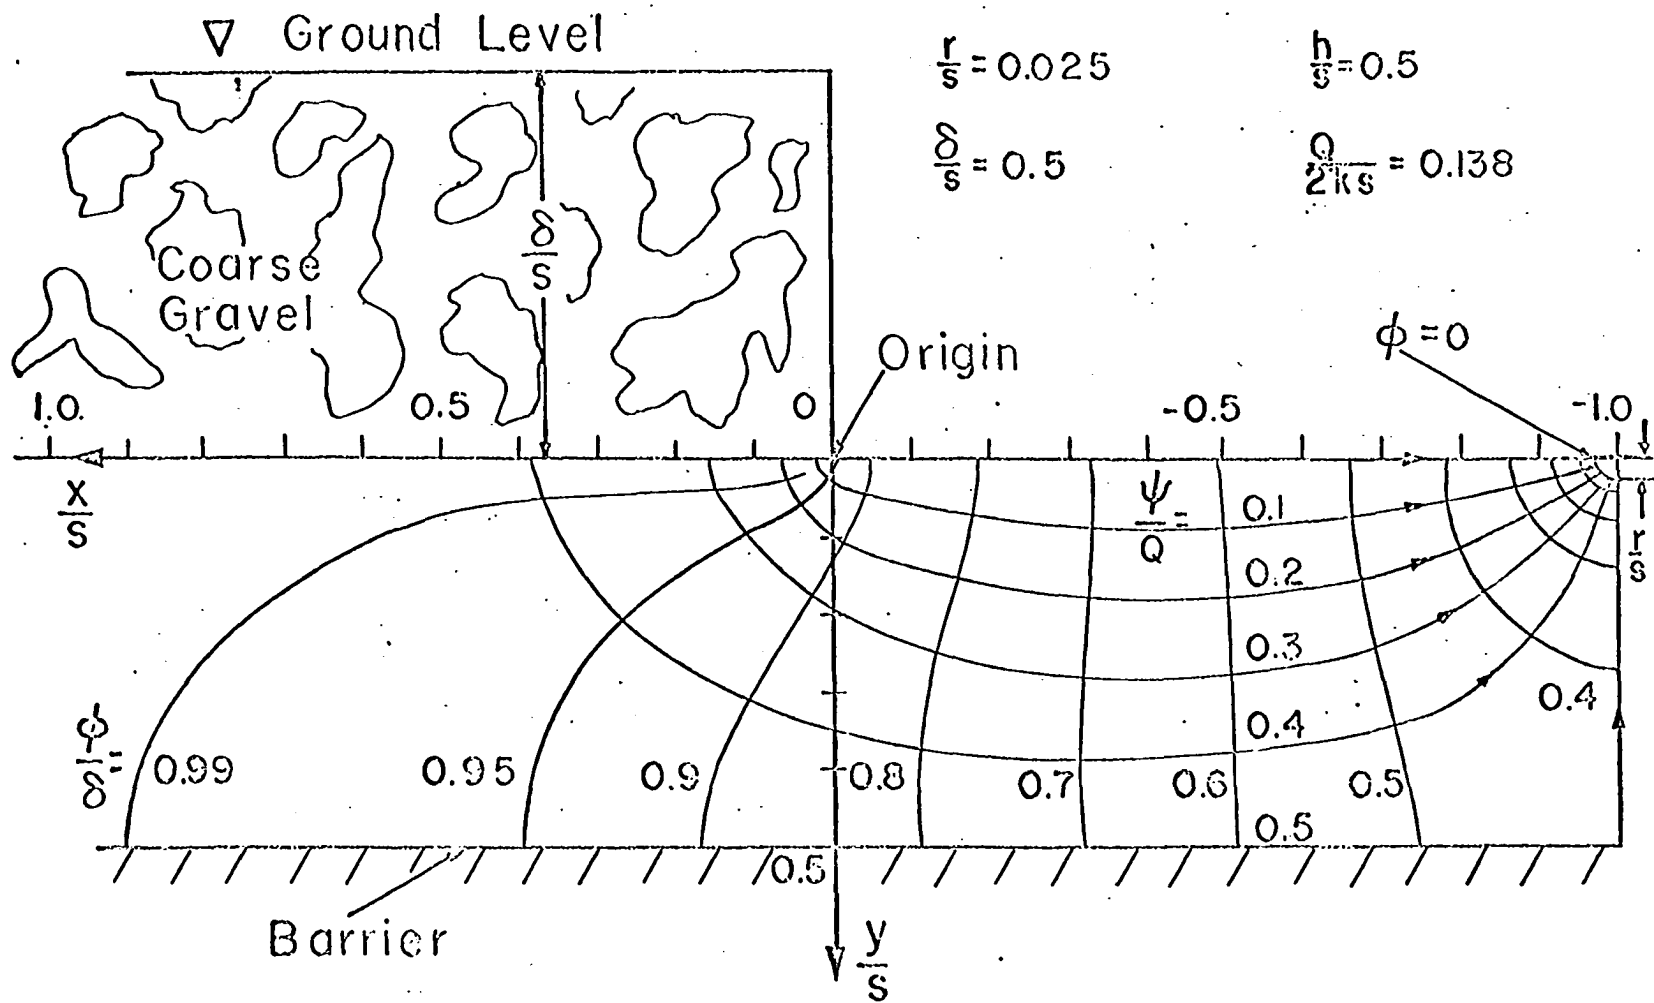 ▽ Ground Level
r/s = 0.025
h/s = 0.5
δ/s = 0.5
Q/2ks = 0.138
δ/s
Coarse
Gravel
Origin
ϕ = 0
1.0.
0.5
0
-0.5
-1.0
x/s
ψ/Q =
0.1
0.2
0.3
0.4
0.5
r/s
ϕ/δ =
0.99
0.95
0.9
0.8
0.7
0.6
0.5
0.4
0.5
Barrier
y/s